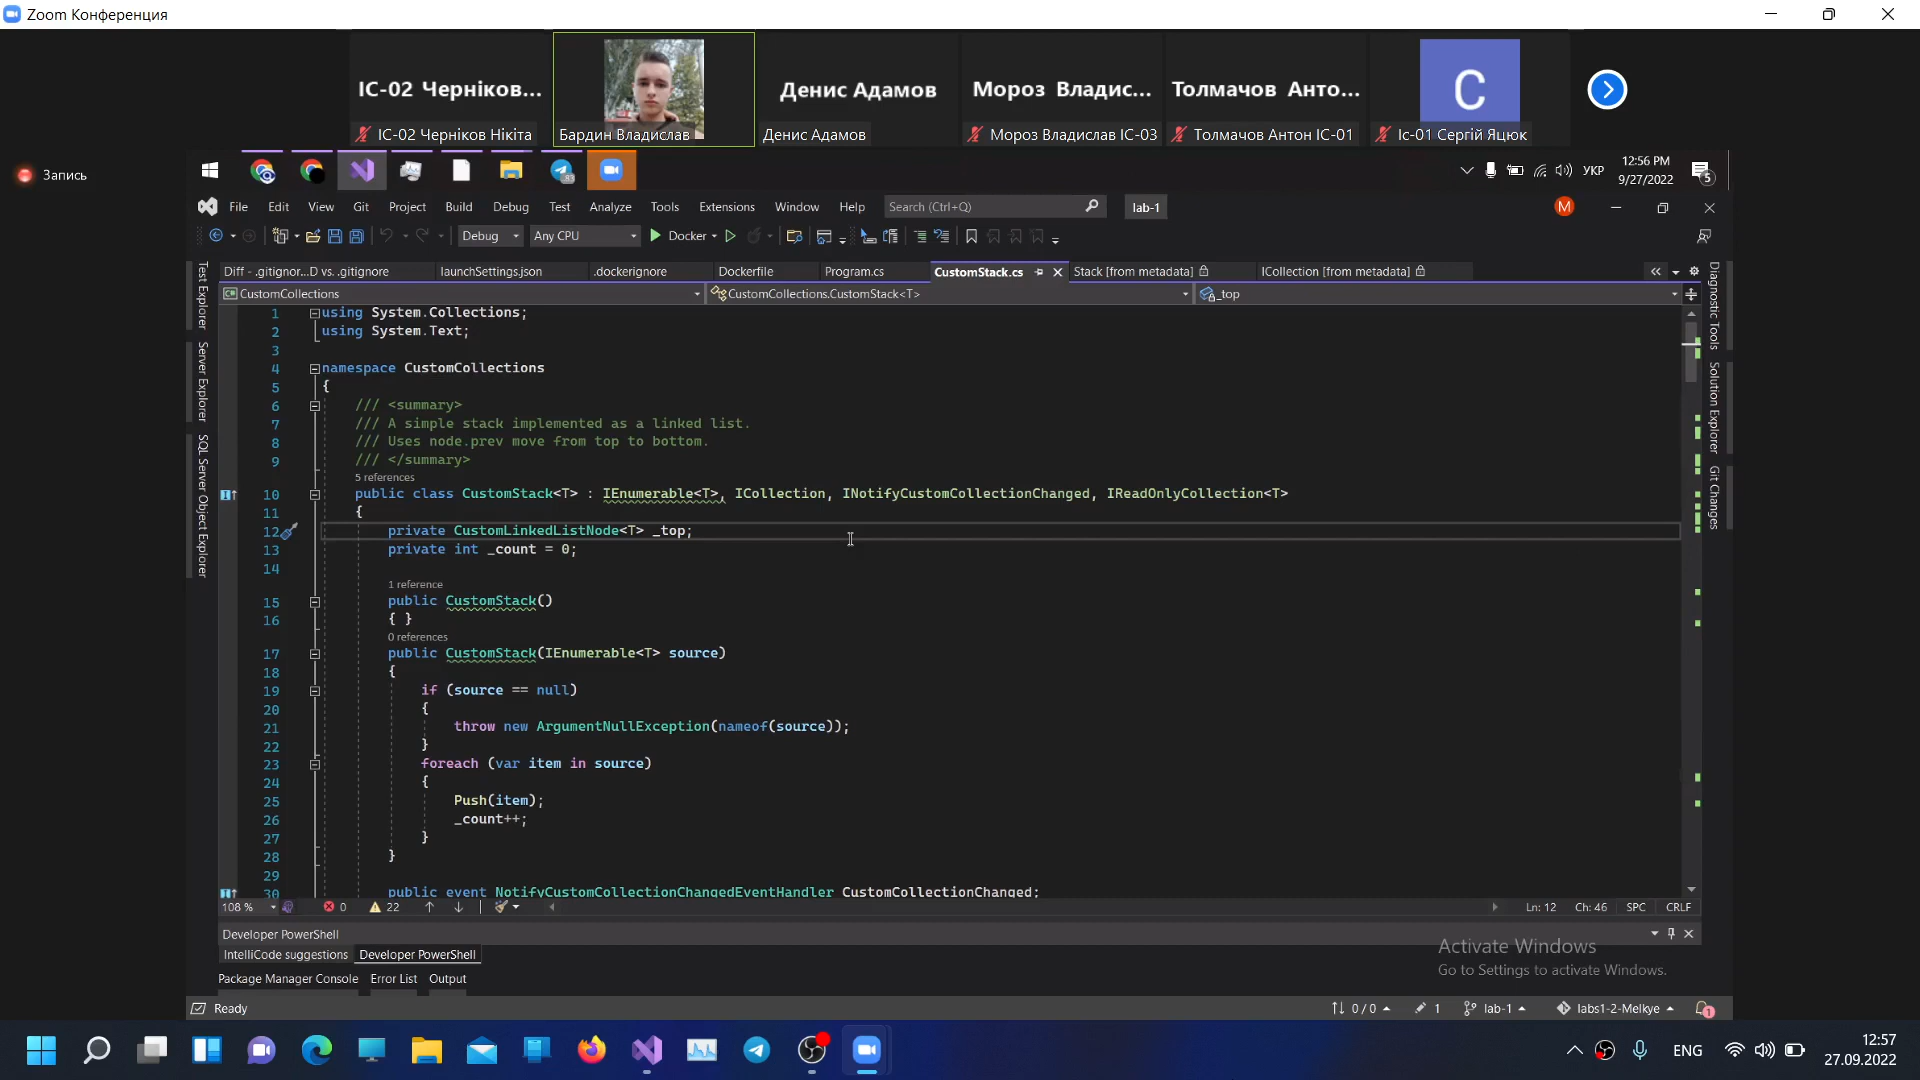 Zoom Конференция
ІС-02 Черніков...
Денис Адамов
Мороз Владис...
Толмачов Анто...
С
ІС-02 Черніков Нікіта
Бардин Владислав
Денис Адамов
Мороз Владислав ІС-03
Толмачов Антон ІС-01
Іс-01 Сергій Яцюк
Запись
83
УКР
12:56 PM
9/27/2022
5
File Edit View Git Project Build Debug Test Analyze Tools Extensions Window Help Search (Ctrl+Q) lab-1
M
Debug Any CPU Docker
Diff - .gitignor...D vs. .gitignore launchSettings.json .dockerignore Dockerfile Program.cs CustomStack.cs Stack [from metadata] ICollection [from metadata]
CustomCollections CustomCollections.CustomStack<T> _top
Test Explorer
Server Explorer
SQL Server Object Explorer
Diagnostic Tools
Solution Explorer
Git Changes
1 using System.Collections;
2 using System.Text;
3
4 namespace CustomCollections
5 {
6 /// <summary>
7 /// A simple stack implemented as a linked list.
8 /// Uses node.prev move from top to bottom.
9 /// </summary>
5 references
10 public class CustomStack<T> : IEnumerable<T>, ICollection, INotifyCustomCollectionChanged, IReadOnlyCollection<T>
11 {
12 private CustomLinkedListNode<T> _top;
13 private int _count = 0;
14
1 reference
15 public CustomStack()
16 { }
0 references
17 public CustomStack(IEnumerable<T> source)
18 {
19 if (source == null)
20 {
21 throw new ArgumentNullException(nameof(source));
22 }
23 foreach (var item in source)
24 {
25 Push(item);
26 _count++;
27 }
28 }
29
30 public event NotifyCustomCollectionChangedEventHandler CustomCollectionChanged;
108 % 0 22 Ln: 12 Ch: 46 SPC CRLF
Developer PowerShell
IntelliCode suggestions Developer PowerShell
Package Manager Console Error List Output
Activate Windows
Go to Settings to activate Windows.
Ready 0 / 0 1 lab-1 labs1-2-Melkye 1
ENG
12:57
27.09.2022